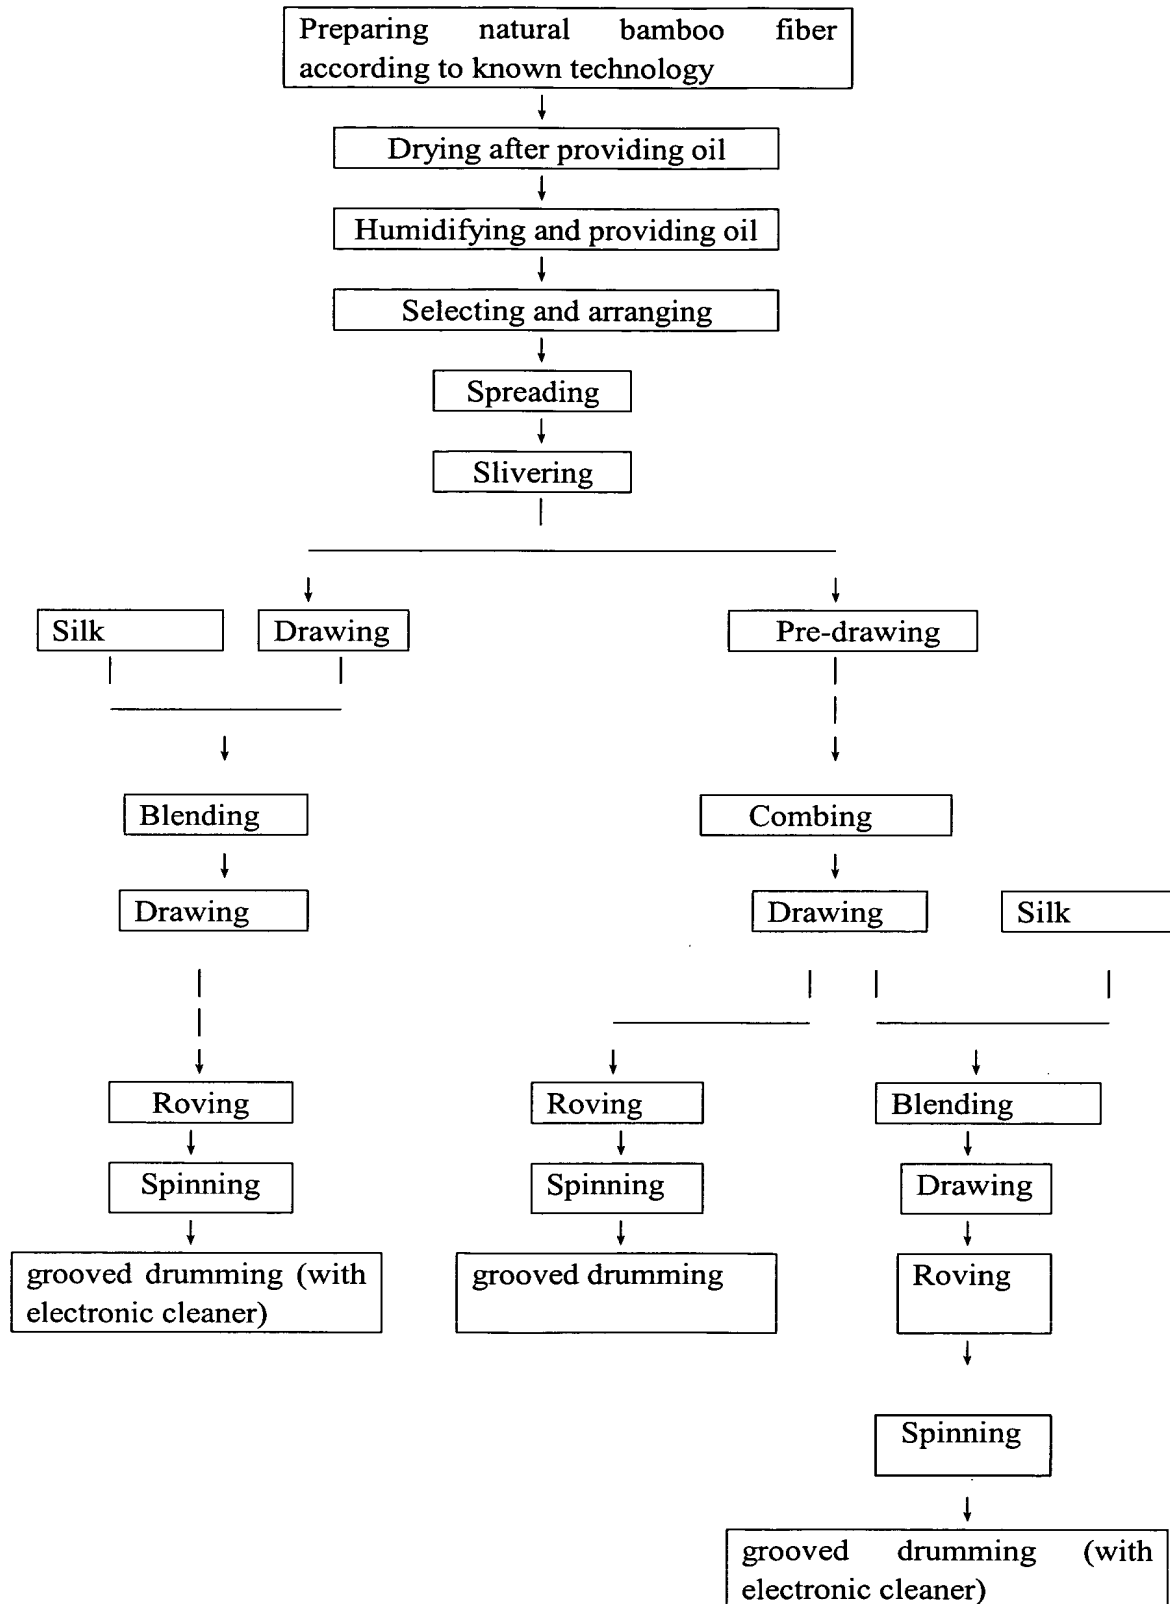 Preparing natural bamboo fiber
according to known technology
Drying after providing oil
Humidifying and providing oil
Selecting and arranging
Spreading
Slivering
Silk
Drawing
Pre-drawing
Blending
Combing
Drawing
Drawing
Silk
Roving
Roving
Blending
Spinning
Spinning
Drawing
grooved drumming (with
electronic cleaner)
grooved drumming
Roving
Spinning
grooved drumming (with
electronic cleaner)